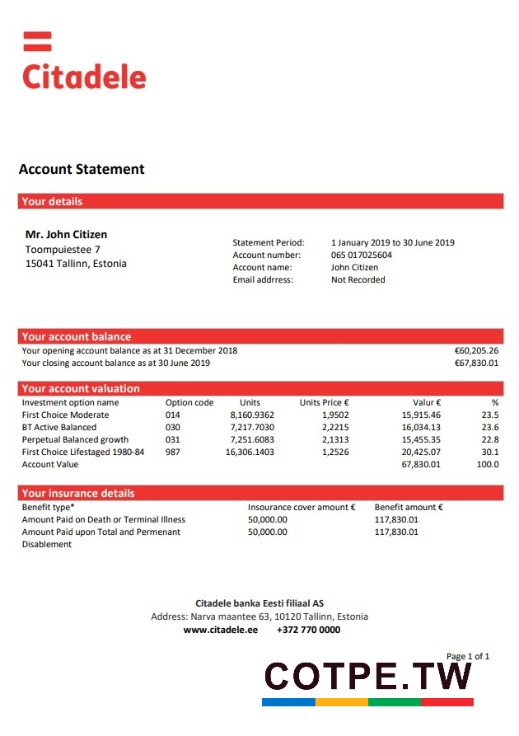 Citadele
Account Statement
Your details
Mr. John Citizen
Toompuiestee 7
15041 Tallinn, Estonia
Statement Period: 1 January 2019 to 30 June 2019
Account number: 065 017025604
Account name: John Citizen
Email addrress: Not Recorded
Your account balance
Your opening account balance as at 31 December 2018 €60,205.26
Your closing account balance as at 30 June 2019 €67,830.01
Your account valuation
Investment option name Option code Units Units Price € Valur € %
First Choice Moderate 014 8,160.9362 1,9502 15,915.46 23.5
BT Active Balanced 030 7,217.7030 2,2215 16,034.13 23.6
Perpetual Balanced growth 031 7,251.6083 2,1313 15,455.35 22.8
First Choice Lifestaged 1980-84 987 16,306.1403 1,2526 20,425.07 30.1
Account Value 67,830.01 100.0
Your insurance details
Benefit type* Insourance cover amount € Benefit amount €
Amount Paid on Death or Terminal Illness 50,000.00 117,830.01
Amount Paid upon Total and Permenant 50,000.00 117,830.01
Disablement
Citadele banka Eesti filiaal AS
Address: Narva maantee 63, 10120 Tallinn, Estonia
www.citadele.ee +372 770 0000
Page 1 of 1
COTPE.TW